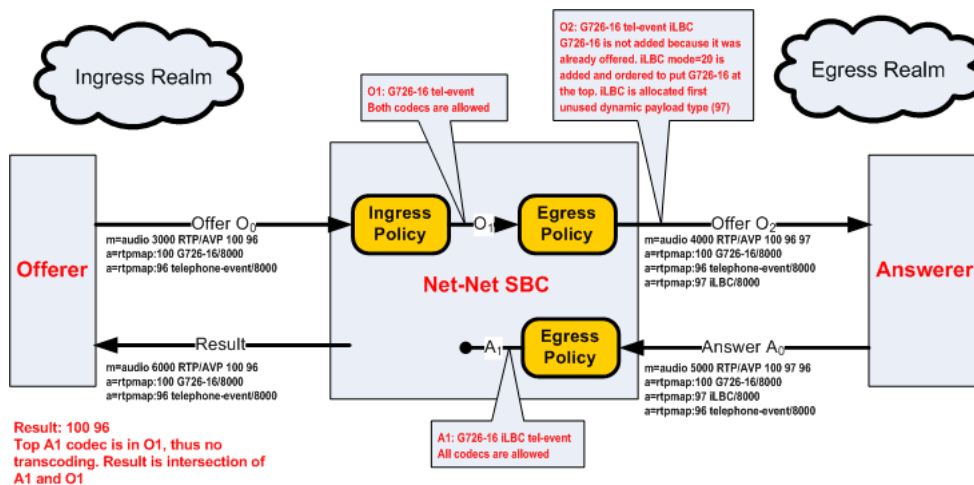 Ingress Realm
O1: G726-16 tel-event
Both codecs are allowed
O2: G726-16 tel-event iLBC
G726-16 is not added because it was
already offered. iLBC mode=20 is
added and ordered to put G726-16 at
the top. iLBC is allocated first
unused dynamic payload type (97)
Egress Realm
Offerer
Offer O0
m=audio 3000 RTP/AVP 100 96
a=rtpmap:100 G726-16/8000
a=rtpmap:96 telephone-event/8000
Ingress
Policy
O1
Egress
Policy
Net-Net SBC
Offer O2
m=audio 4000 RTP/AVP 100 96 97
a=rtpmap:100 G726-16/8000
a=rtpmap:96 telephone-event/8000
a=rtpmap:97 iLBC/8000
Answerer
Result
m=audio 6000 RTP/AVP 100 96
a=rtpmap:100 G726-16/8000
a=rtpmap:96 telephone-event/8000
A1
Egress
Policy
Answer A0
m=audio 5000 RTP/AVP 100 97 96
a=rtpmap:100 G726-16/8000
a=rtpmap:97 iLBC/8000
a=rtpmap:96 telephone-event/8000
Result: 100 96
Top A1 codec is in O1, thus no
transcoding. Result is intersection of
A1 and O1
A1: G726-16 iLBC tel-event
All codecs are allowed